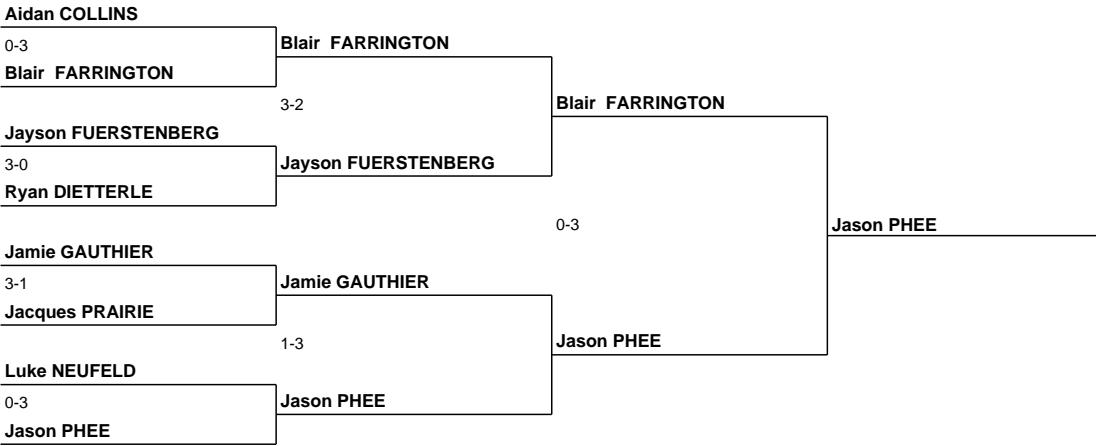 Aidan COLLINS
0-3
Blair FARRINGTON
Jayson FUERSTENBERG
3-0
Ryan DIETTERLE
Jamie GAUTHIER
3-1
Jacques PRAIRIE
Luke NEUFELD
0-3
Jason PHEE
Blair FARRINGTON
3-2
Jayson FUERSTENBERG
Jamie GAUTHIER
1-3
Jason PHEE
Blair FARRINGTON
0-3
Jason PHEE
Jason PHEE